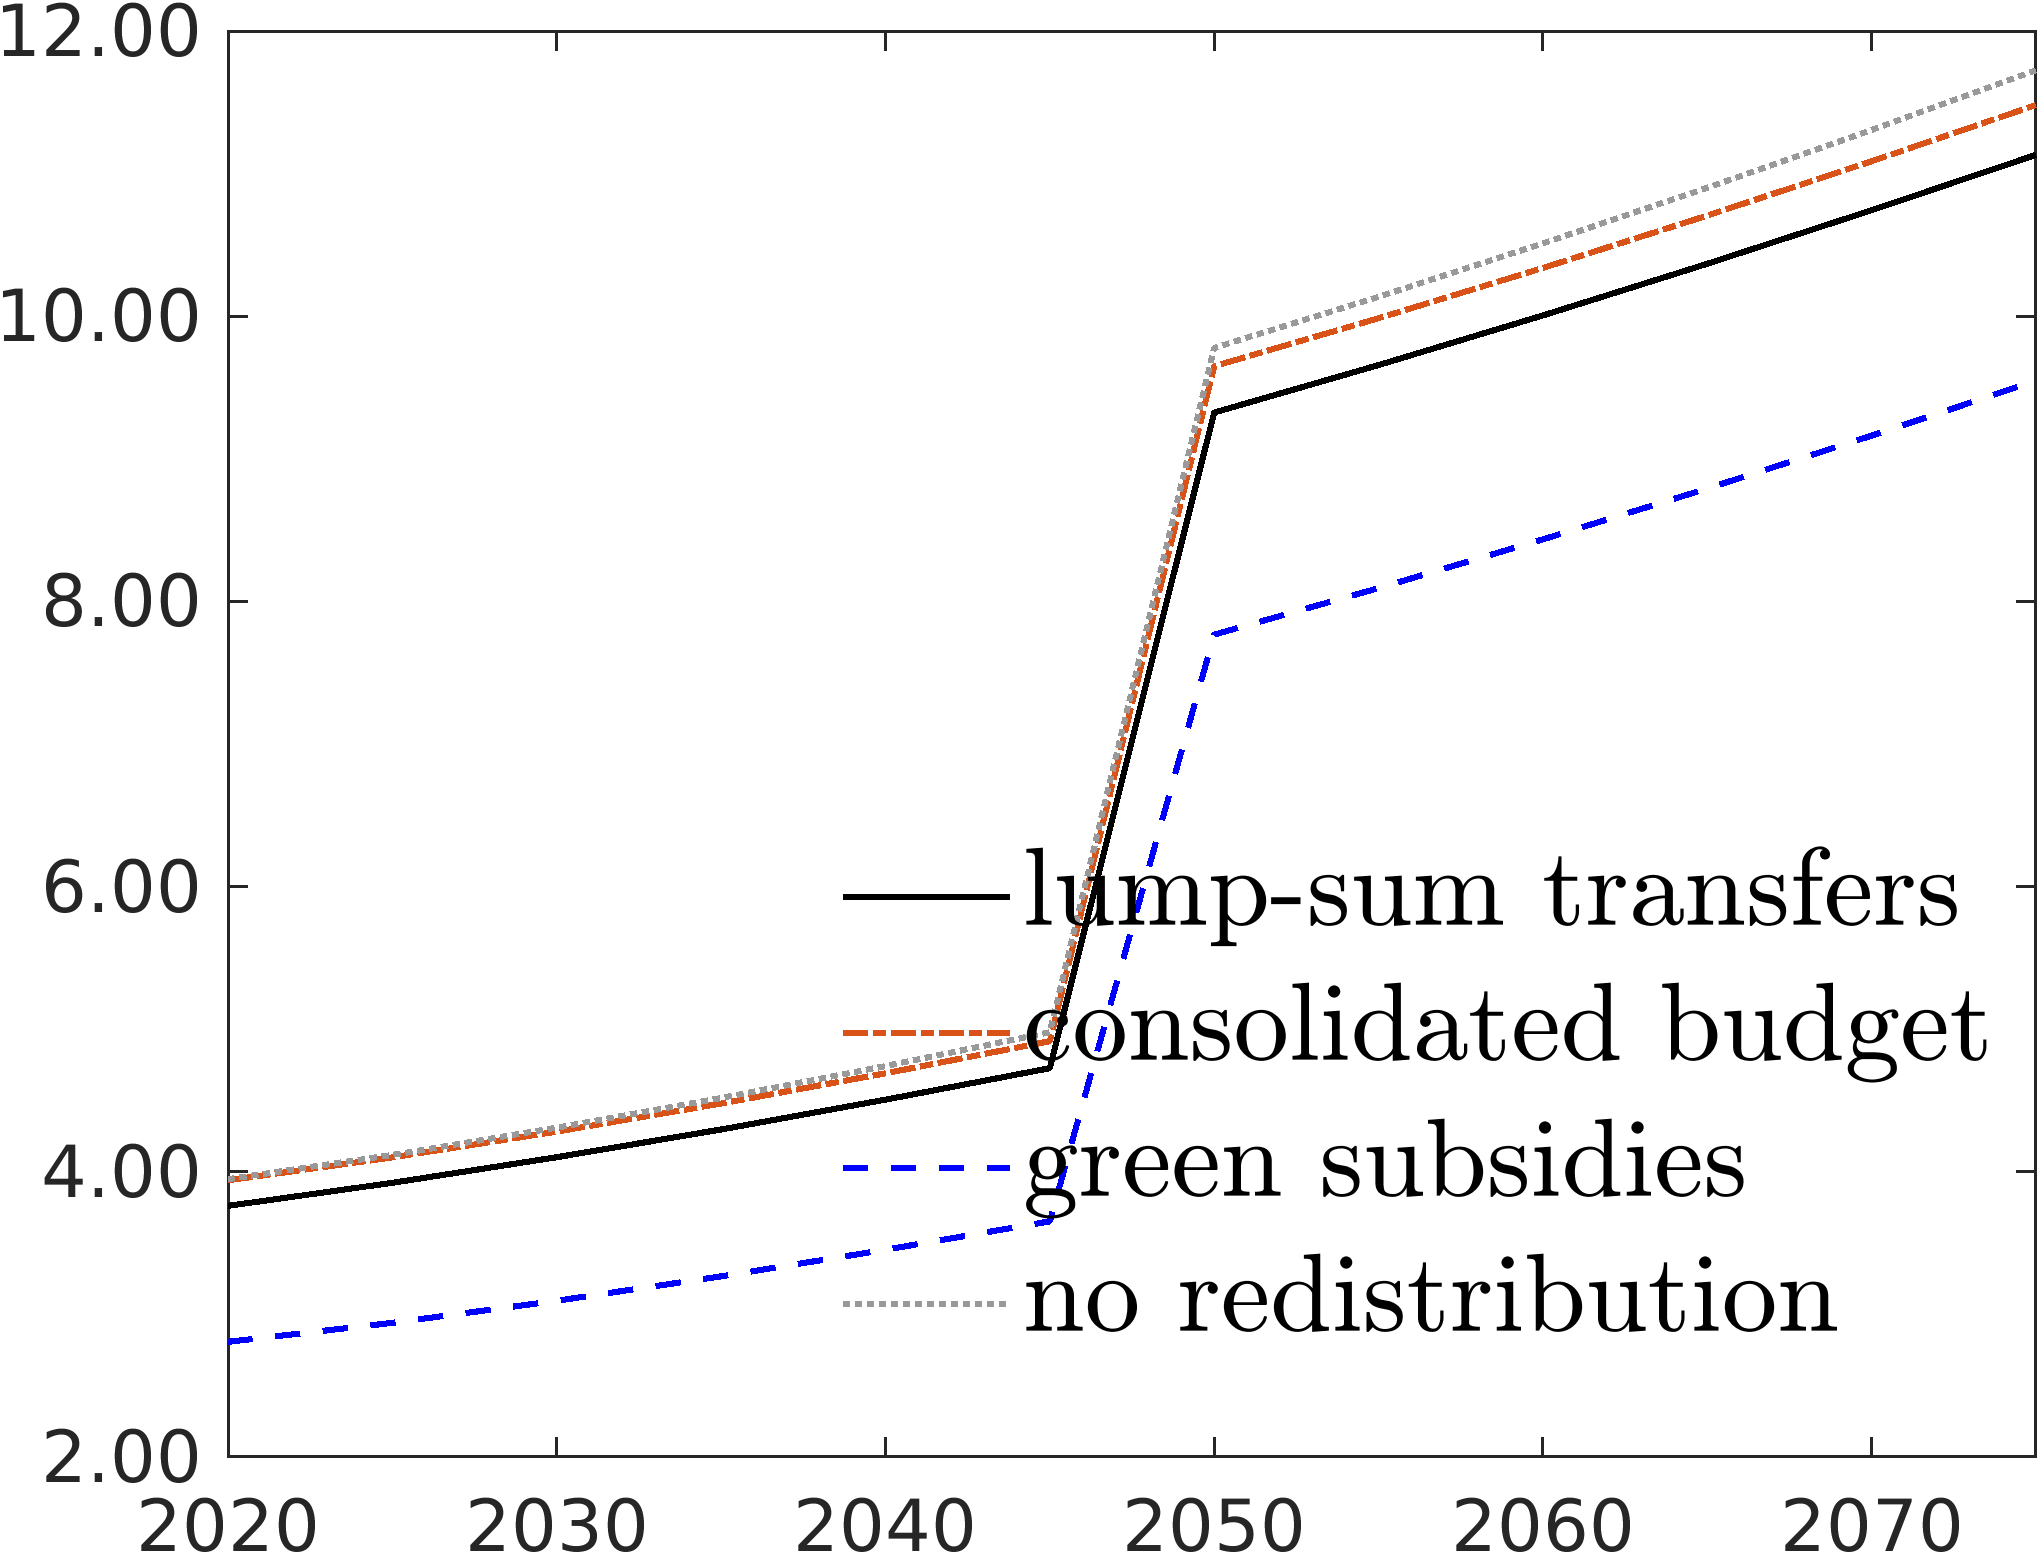 12.00
10.00
8.00
6.00
4.00
2.00
2020 2030 2040 2050 2060 2070
lump-sum transfers
consolidated budget
green subsidies
no redistribution